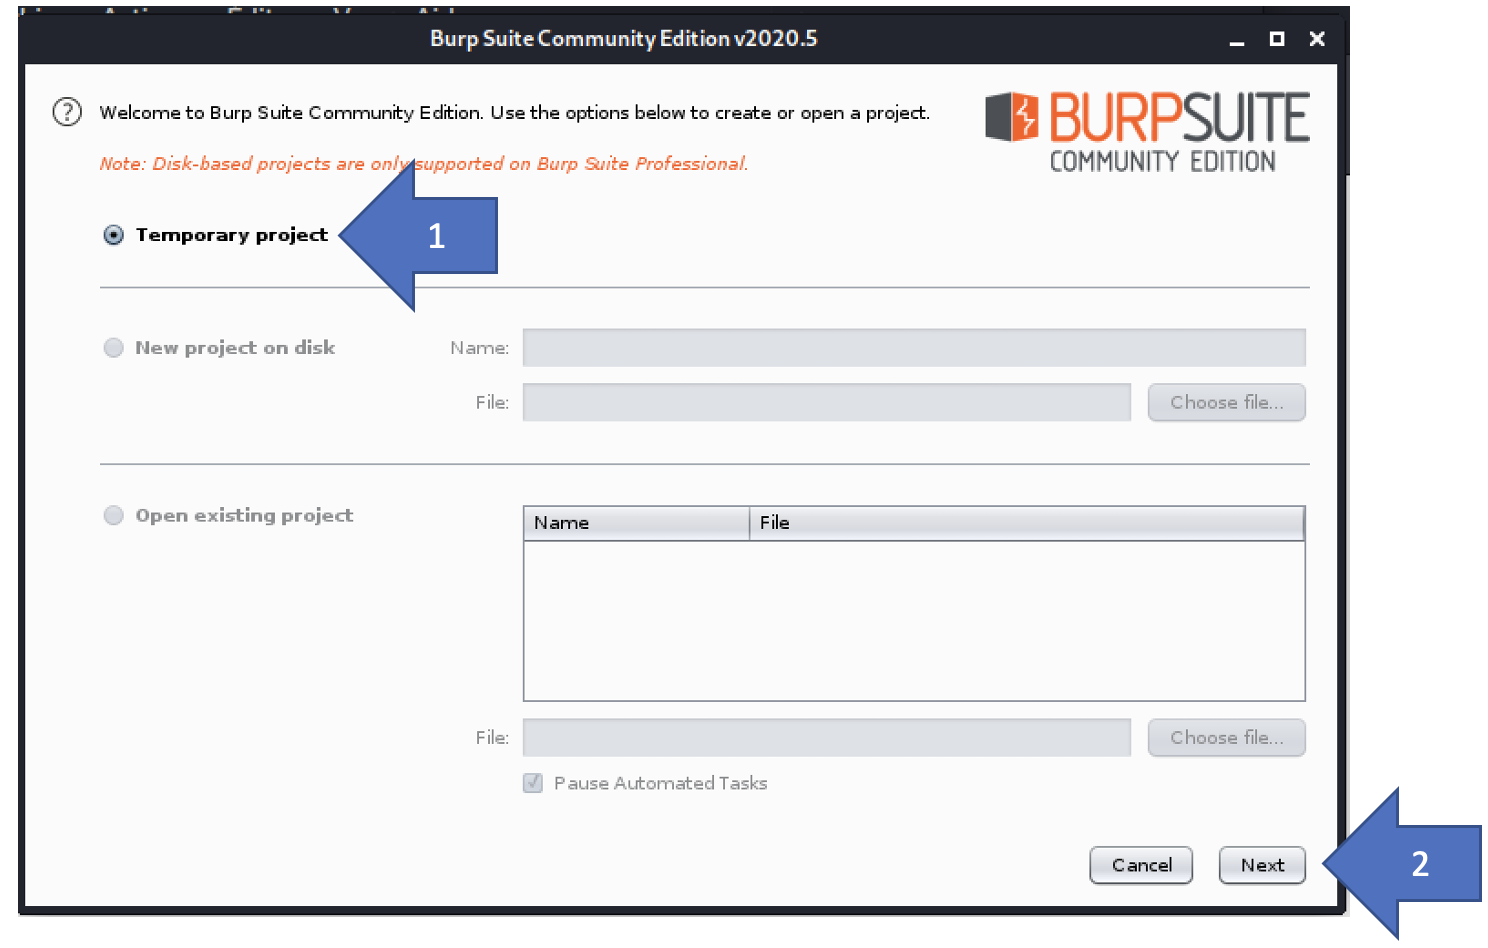 Burp Suite Community Edition v2020.5
? Welcome to Burp Suite Community Edition. Use the options below to create or open a project.
BURPSUITE
COMMUNITY EDITION
Note: Disk-based projects are only supported on Burp Suite Professional.
Temporary project
1
New project on disk Name:
File: Choose file...
Open existing project
Name File
File: Choose file...
Pause Automated Tasks
Cancel Next
2